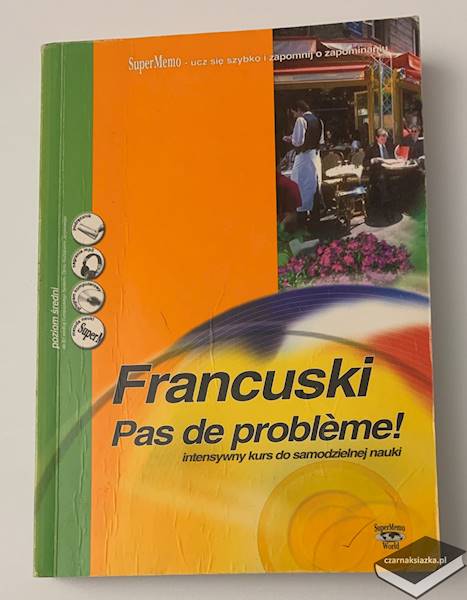 SuperMemo - ucz się szybko i zapomnij o zapominaniu
poziom średni
Super!
Francuski
Pas de problème!
intensywny kurs do samodzielnej nauki
SuperMemo
World
czarnaksiazka.pl